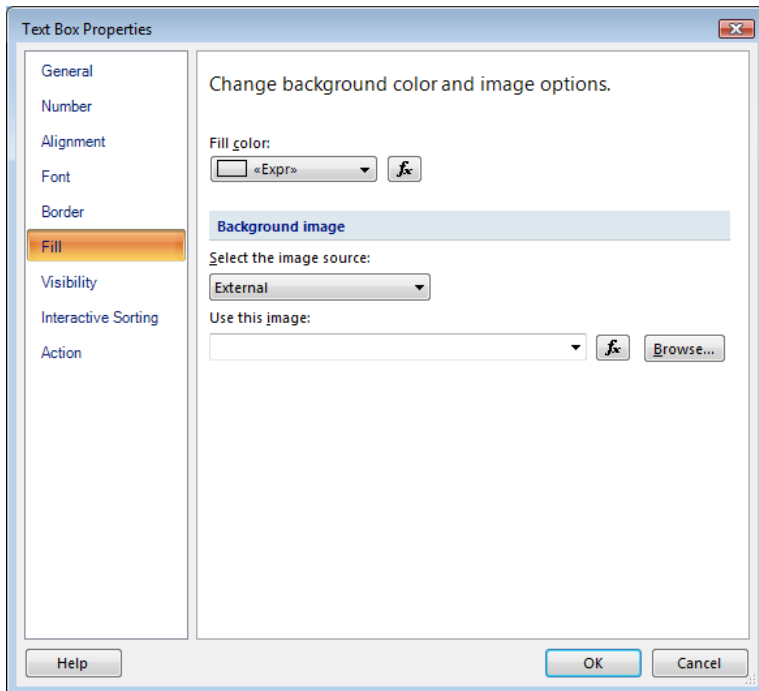 Text Box Properties
General
Number
Alignment
Font
Border
Fill
Visibility
Interactive Sorting
Action
Change background color and image options.
Fill color:
«Expr» fx
Background image
Select the image source:
External
Use this image:
fx Browse...
Help OK Cancel